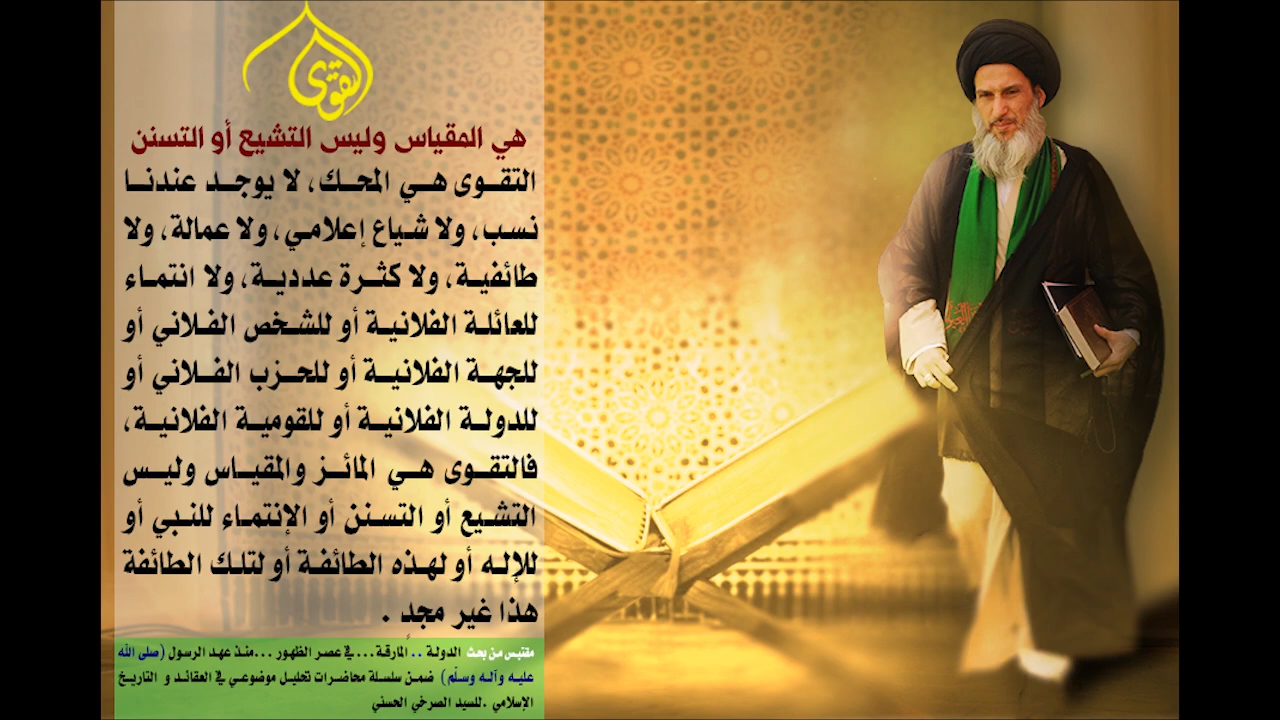 التقوى
هي المقياس وليس التشيع أو التسنن
التقوى هي المحك، لا يوجد عندنا
نسب، ولا شياع إعلامي، ولا عمالة، ولا
طائفية، ولا كثرة عددية، ولا انتماء
للعائلة الفلانية أو للشخص الفلاني أو
للجهة الفلانية أو للحزب الفلاني أو
للدولة الفلانية أو للقومية الفلانية،
فالتقوى هي المائز والمقياس وليس
التشيع أو التسنن أو الإنتماء للنبي أو
للإله أو لهذه الطائفة أو لتلك الطائفة
هذا غير مجدٍ .
مقتبس من بحث الدولة .. المارقة...في عصر الظهور ...منذ عهد الرسول (صلى الله
عليه وآله وسلّم) ضمن سلسلة محاضرات تحليل موضوعي في العقائد و التاريخ
الإسلامي .للسيد الصرخي الحسني